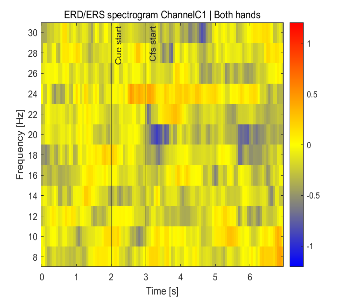 ERD/ERS spectrogram ChannelC1 | Both hands
Cue start
Cfs start
Frequency [Hz]
30
28
26
24
22
20
18
16
14
12
10
8
0 1 2 3 4 5 6
Time [s]
1
0.5
0
-0.5
-1